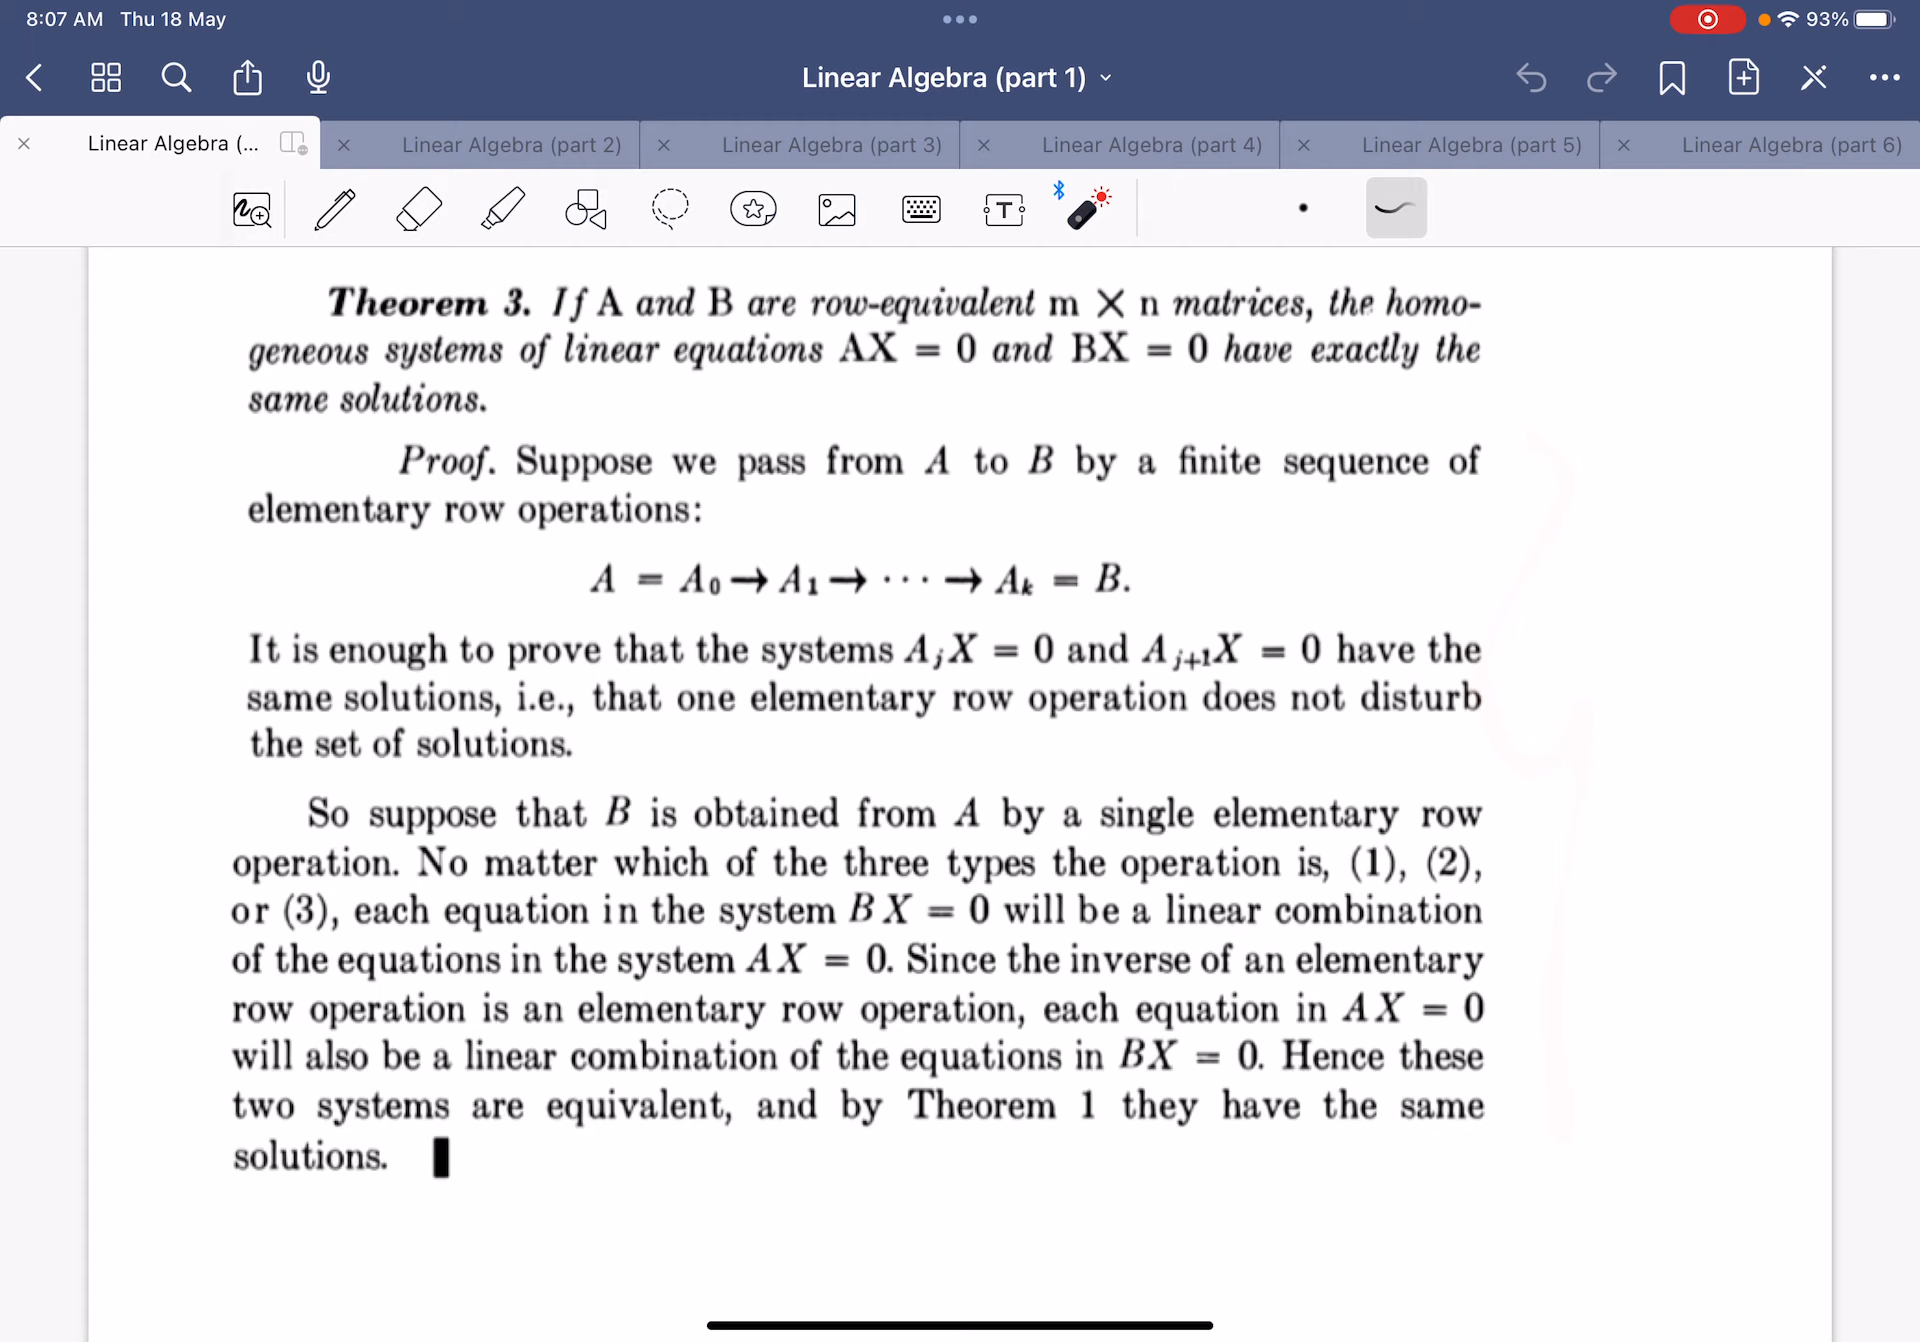 8:07 AM Thu 18 May
93%
Linear Algebra (part 1)
Linear Algebra (...
Linear Algebra (part 2)
Linear Algebra (part 3)
Linear Algebra (part 4)
Linear Algebra (part 5)
Linear Algebra (part 6)
Theorem 3. If A and B are row-equivalent m × n matrices, the homo-
geneous systems of linear equations AX = 0 and BX = 0 have exactly the
same solutions.
Proof. Suppose we pass from A to B by a finite sequence of
elementary row operations:
A = A₀ → A₁ → ··· → Aₖ = B.
It is enough to prove that the systems AⱼX = 0 and Aⱼ₊₁X = 0 have the
same solutions, i.e., that one elementary row operation does not disturb
the set of solutions.
So suppose that B is obtained from A by a single elementary row
operation. No matter which of the three types the operation is, (1), (2),
or (3), each equation in the system BX = 0 will be a linear combination
of the equations in the system AX = 0. Since the inverse of an elementary
row operation is an elementary row operation, each equation in AX = 0
will also be a linear combination of the equations in BX = 0. Hence these
two systems are equivalent, and by Theorem 1 they have the same
solutions.